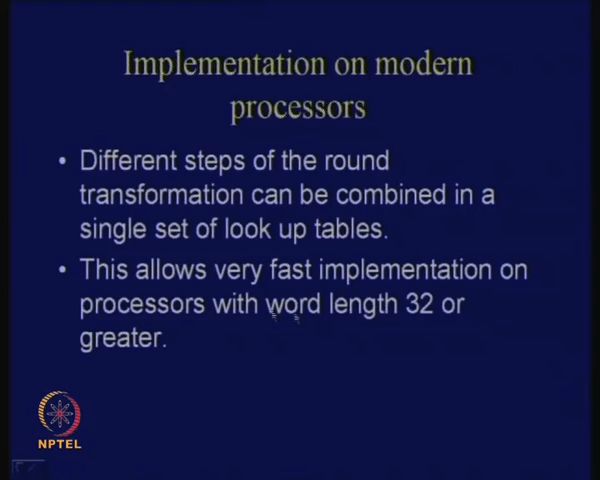 Implementation on modern
processors
• Different steps of the round
transformation can be combined in a
single set of look up tables.
• This allows very fast implementation on
processors with word length 32 or
greater.
NPTEL